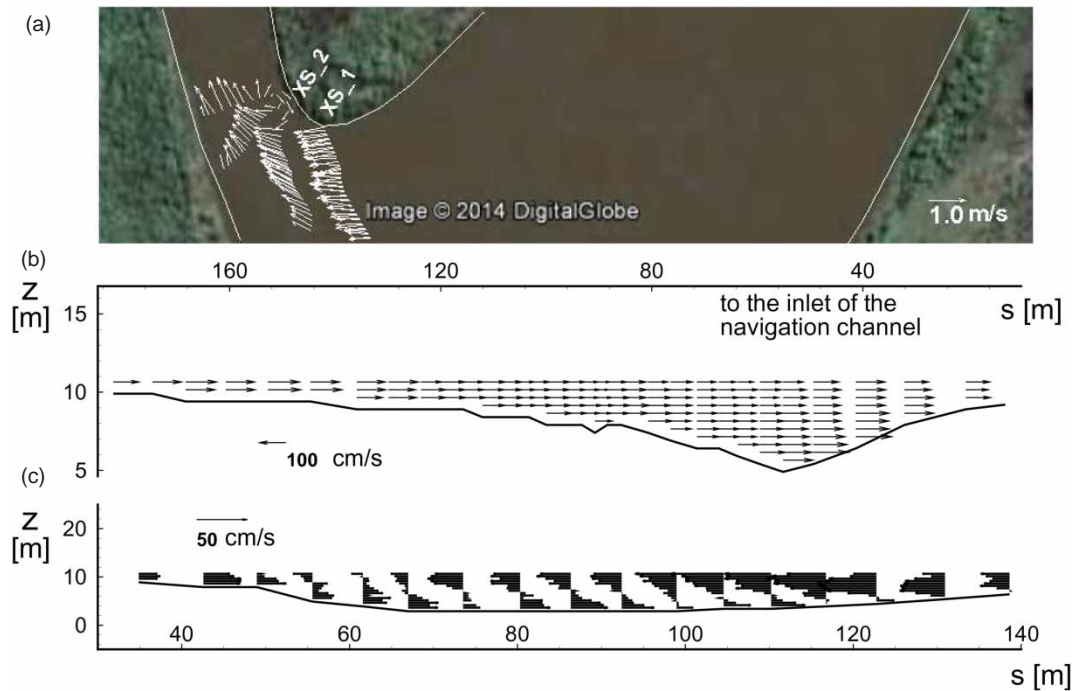 (a)
XS_2
XS_1
Image © 2014 DigitalGlobe
1.0 m/s
(b)
160 120 80 40
z
[m]
to the inlet of the
navigation channel
s [m]
15
10
100 cm/s
5
(c)
z
[m]
50 cm/s
20
10
0
40 60 80 100 120 140
s [m]